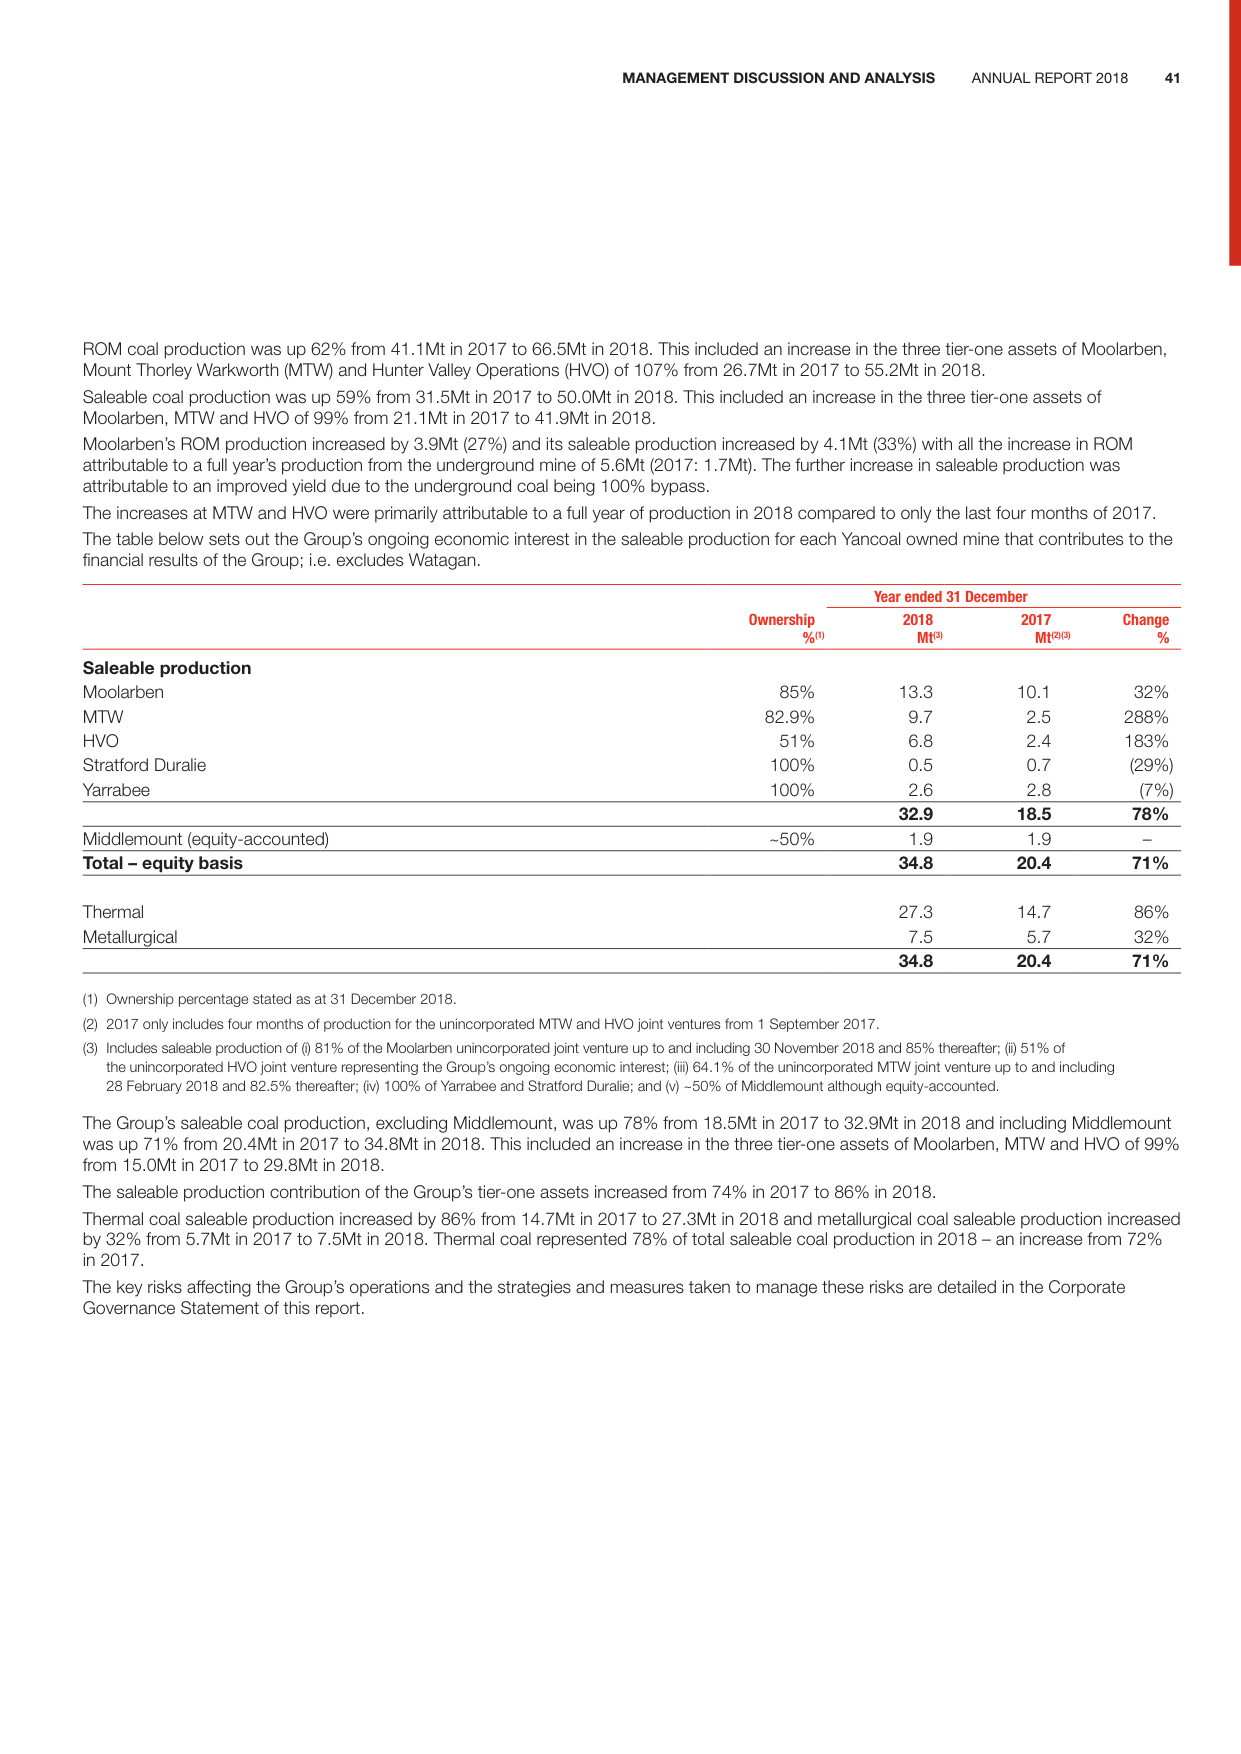 MANAGEMENT DISCUSSION AND ANALYSIS ANNUAL REPORT 2018 41
ROM coal production was up 62% from 41.1Mt in 2017 to 66.5Mt in 2018. This included an increase in the three tier-one assets of Moolarben,
Mount Thorley Warkworth (MTW) and Hunter Valley Operations (HVO) of 107% from 26.7Mt in 2017 to 55.2Mt in 2018.
Saleable coal production was up 59% from 31.5Mt in 2017 to 50.0Mt in 2018. This included an increase in the three tier-one assets of
Moolarben, MTW and HVO of 99% from 21.1Mt in 2017 to 41.9Mt in 2018.
Moolarben's ROM production increased by 3.9Mt (27%) and its saleable production increased by 4.1Mt (33%) with all the increase in ROM
attributable to a full year's production from the underground mine of 5.6Mt (2017: 1.7Mt). The further increase in saleable production was
attributable to an improved yield due to the underground coal being 100% bypass.
The increases at MTW and HVO were primarily attributable to a full year of production in 2018 compared to only the last four months of 2017.
The table below sets out the Group's ongoing economic interest in the saleable production for each Yancoal owned mine that contributes to the
financial results of the Group; i.e. excludes Watagan.
Year ended 31 December
Ownership 2018 2017 Change
%(1) Mt(3) Mt(2)(3) %
Saleable production
Moolarben 85% 13.3 10.1 32%
MTW 82.9% 9.7 2.5 288%
HVO 51% 6.8 2.4 183%
Stratford Duralie 100% 0.5 0.7 (29%)
Yarrabee 100% 2.6 2.8 (7%)
32.9 18.5 78%
Middlemount (equity-accounted) ~50% 1.9 1.9 –
Total – equity basis 34.8 20.4 71%
Thermal 27.3 14.7 86%
Metallurgical 7.5 5.7 32%
34.8 20.4 71%
(1) Ownership percentage stated as at 31 December 2018.
(2) 2017 only includes four months of production for the unincorporated MTW and HVO joint ventures from 1 September 2017.
(3) Includes saleable production of (i) 81% of the Moolarben unincorporated joint venture up to and including 30 November 2018 and 85% thereafter; (ii) 51% of
the unincorporated HVO joint venture representing the Group's ongoing economic interest; (iii) 64.1% of the unincorporated MTW joint venture up to and including
28 February 2018 and 82.5% thereafter; (iv) 100% of Yarrabee and Stratford Duralie; and (v) ~50% of Middlemount although equity-accounted.
The Group's saleable coal production, excluding Middlemount, was up 78% from 18.5Mt in 2017 to 32.9Mt in 2018 and including Middlemount
was up 71% from 20.4Mt in 2017 to 34.8Mt in 2018. This included an increase in the three tier-one assets of Moolarben, MTW and HVO of 99%
from 15.0Mt in 2017 to 29.8Mt in 2018.
The saleable production contribution of the Group's tier-one assets increased from 74% in 2017 to 86% in 2018.
Thermal coal saleable production increased by 86% from 14.7Mt in 2017 to 27.3Mt in 2018 and metallurgical coal saleable production increased
by 32% from 5.7Mt in 2017 to 7.5Mt in 2018. Thermal coal represented 78% of total saleable coal production in 2018 – an increase from 72%
in 2017.
The key risks affecting the Group's operations and the strategies and measures taken to manage these risks are detailed in the Corporate
Governance Statement of this report.